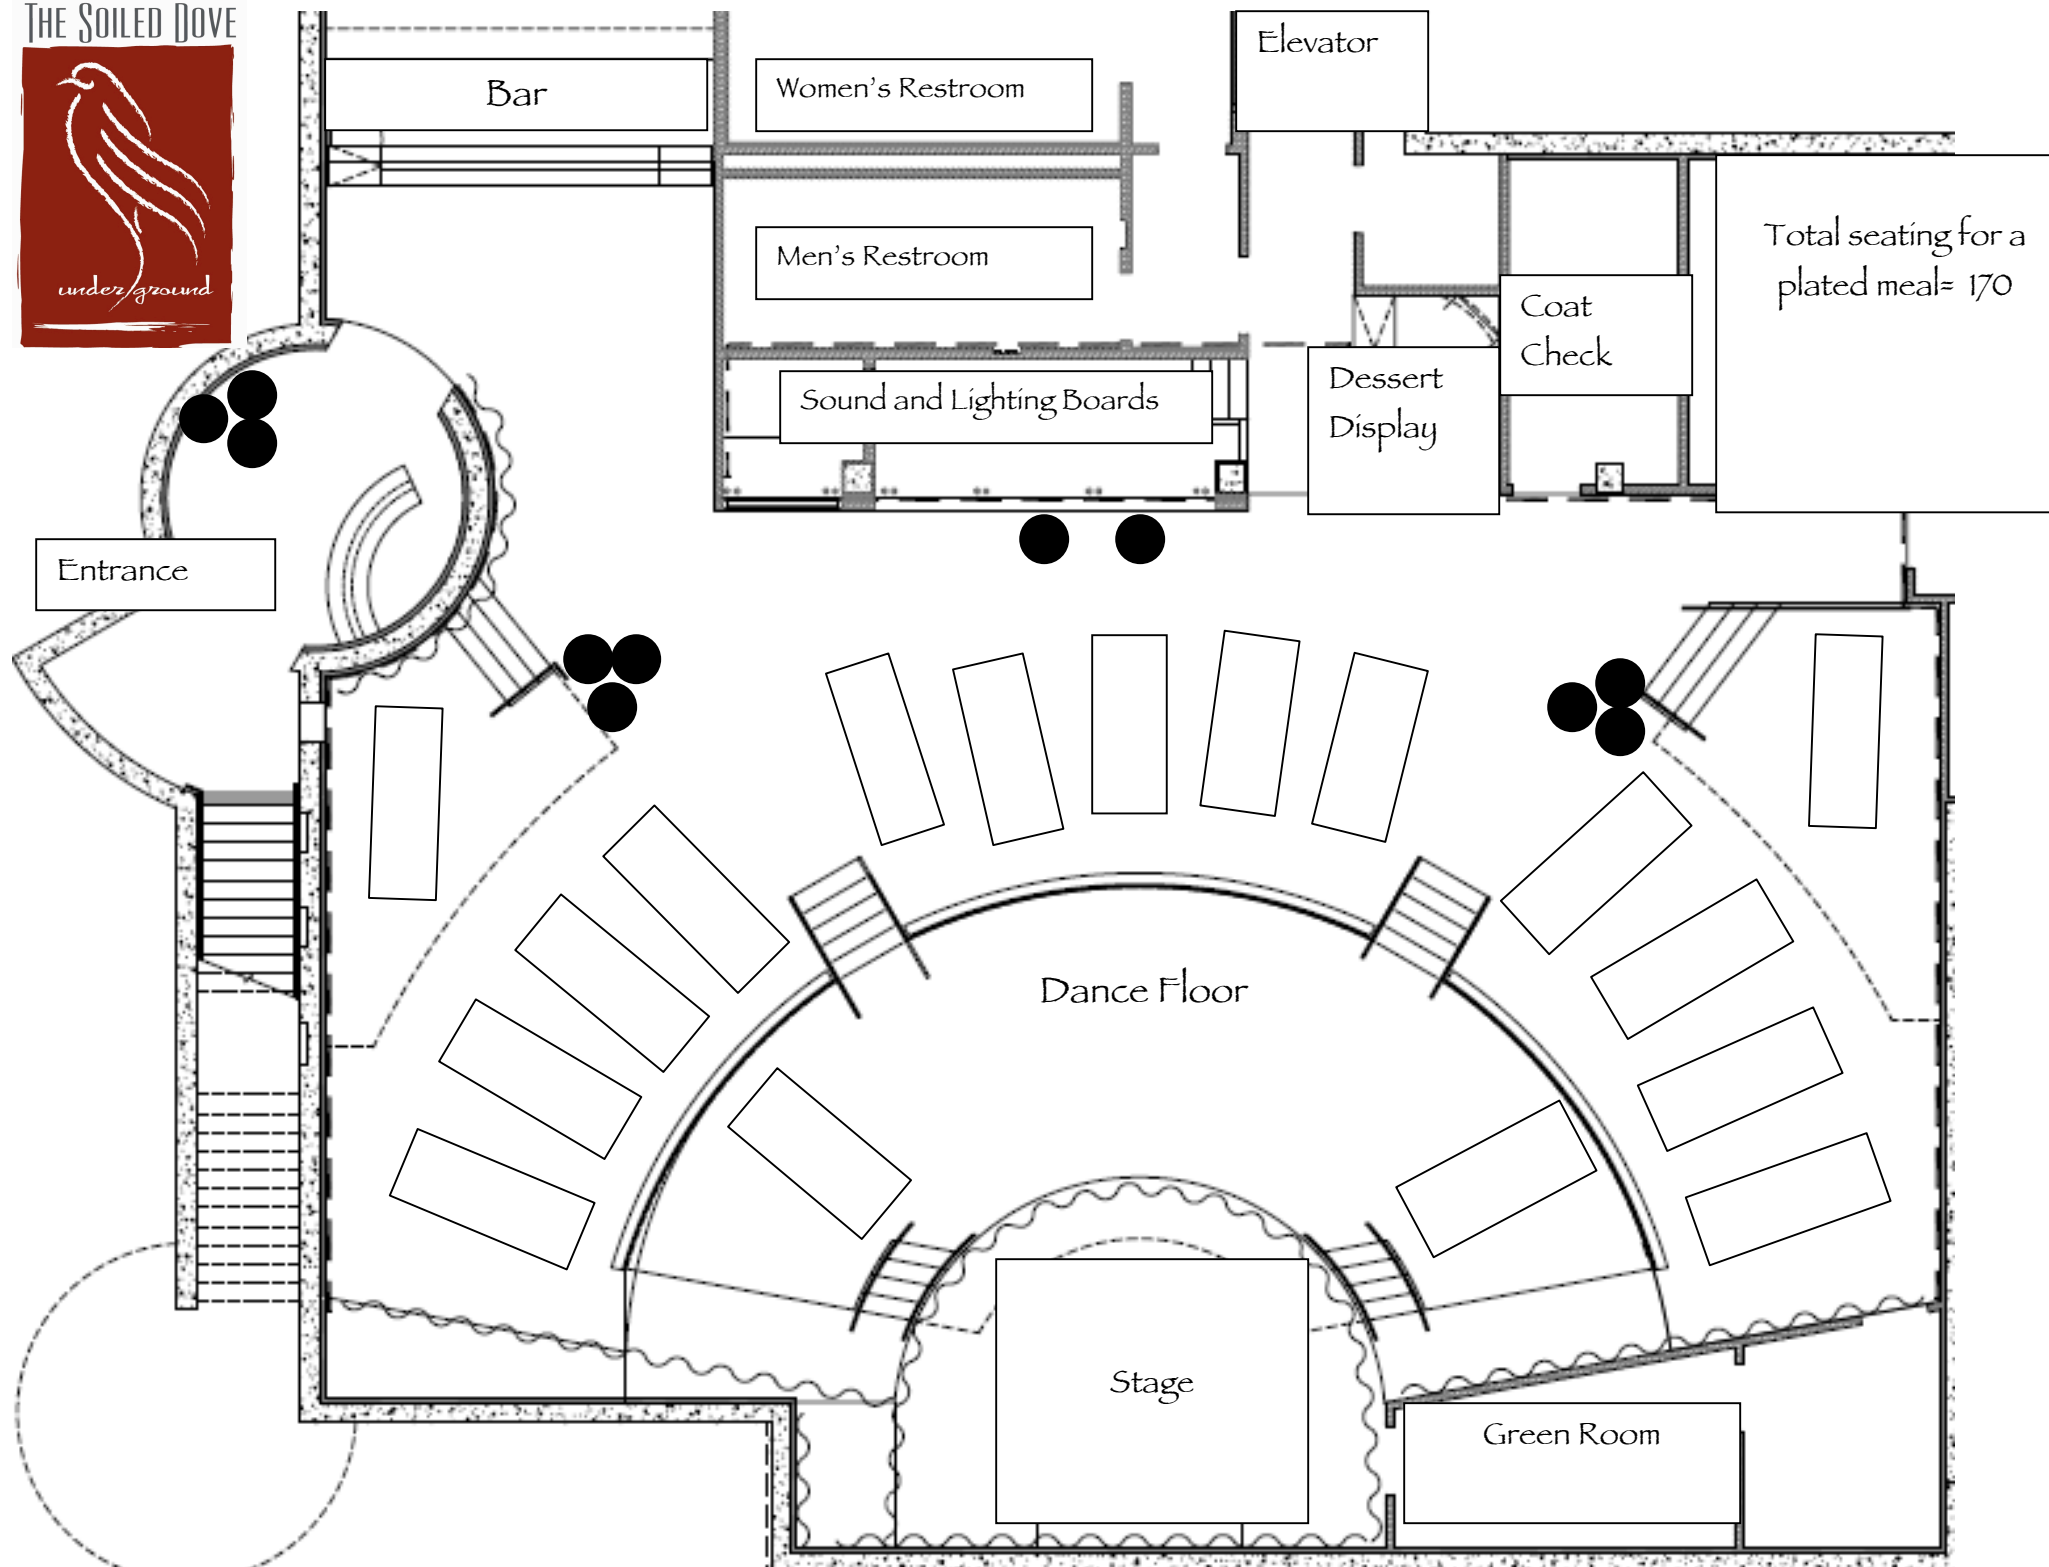 THE SOILED DOVE
underground
Elevator
Bar
Women's Restroom
Total seating for a
plated meal= 170
Men's Restroom
Coat
Check
Dessert
Display
Sound and Lighting Boards
Entrance
Dance Floor
Stage
Green Room